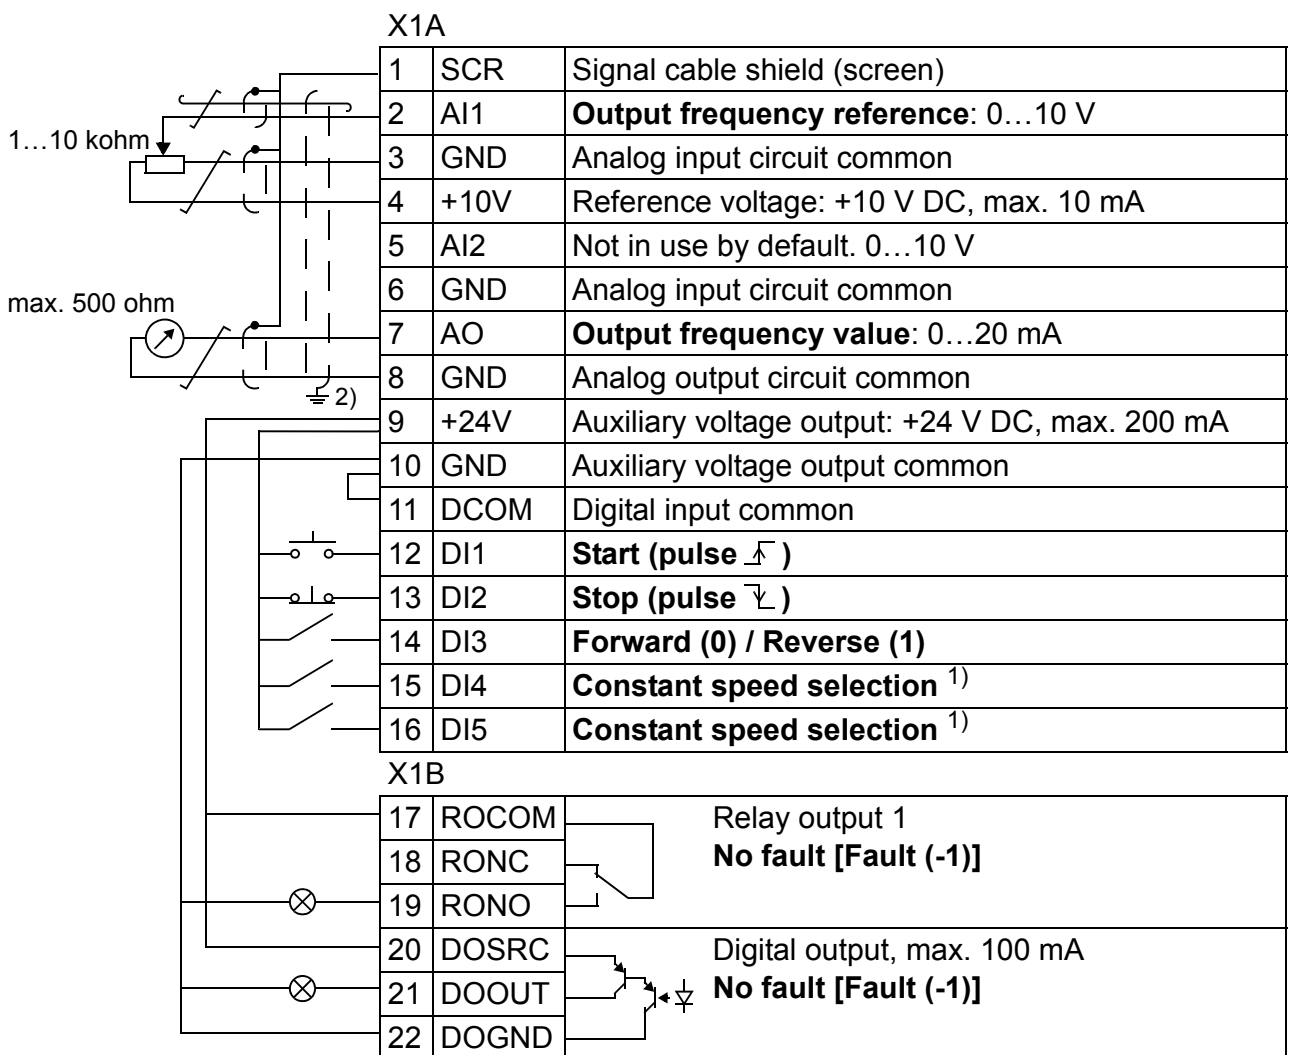 X1A
1 SCR Signal cable shield (screen)
2 AI1 Output frequency reference: 0…10 V
1…10 kohm
3 GND Analog input circuit common
4 +10V Reference voltage: +10 V DC, max. 10 mA
5 AI2 Not in use by default. 0…10 V
6 GND Analog input circuit common
max. 500 ohm
7 AO Output frequency value: 0…20 mA
8 GND Analog output circuit common
2)
9 +24V Auxiliary voltage output: +24 V DC, max. 200 mA
10 GND Auxiliary voltage output common
11 DCOM Digital input common
12 DI1 Start (pulse )
13 DI2 Stop (pulse )
14 DI3 Forward (0) / Reverse (1)
15 DI4 Constant speed selection 1)
16 DI5 Constant speed selection 1)
X1B
17 ROCOM Relay output 1
18 RONC No fault [Fault (-1)]
19 RONO
20 DOSRC Digital output, max. 100 mA
21 DOOUT No fault [Fault (-1)]
22 DOGND